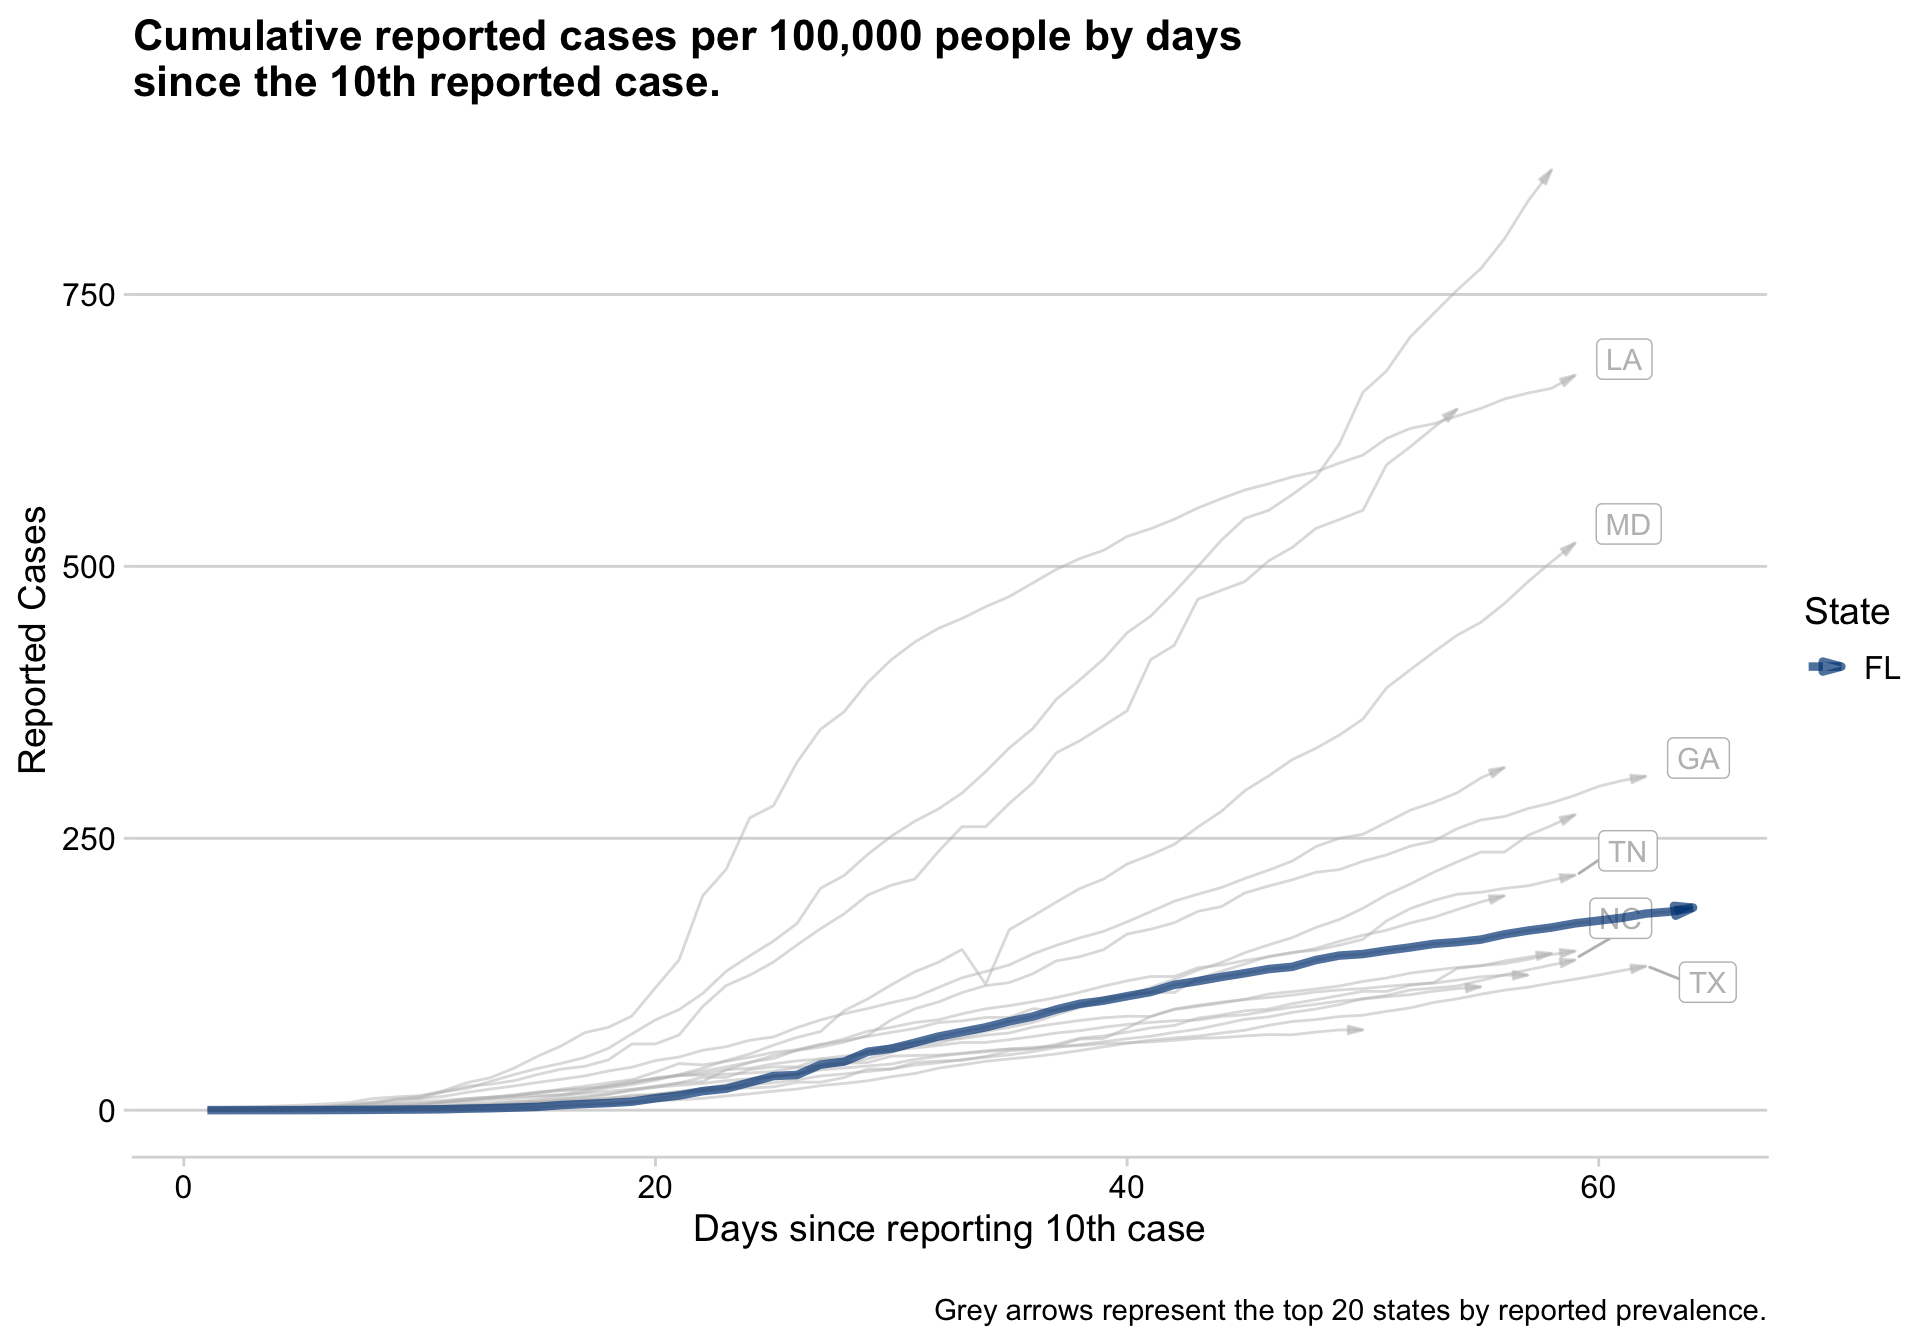 Cumulative reported cases per 100,000 people by days
since the 10th reported case.
Reported Cases
750
500
250
0
LA
MD
GA
TN
NC
TX
State
FL
0
20
40
60
Days since reporting 10th case
Grey arrows represent the top 20 states by reported prevalence.